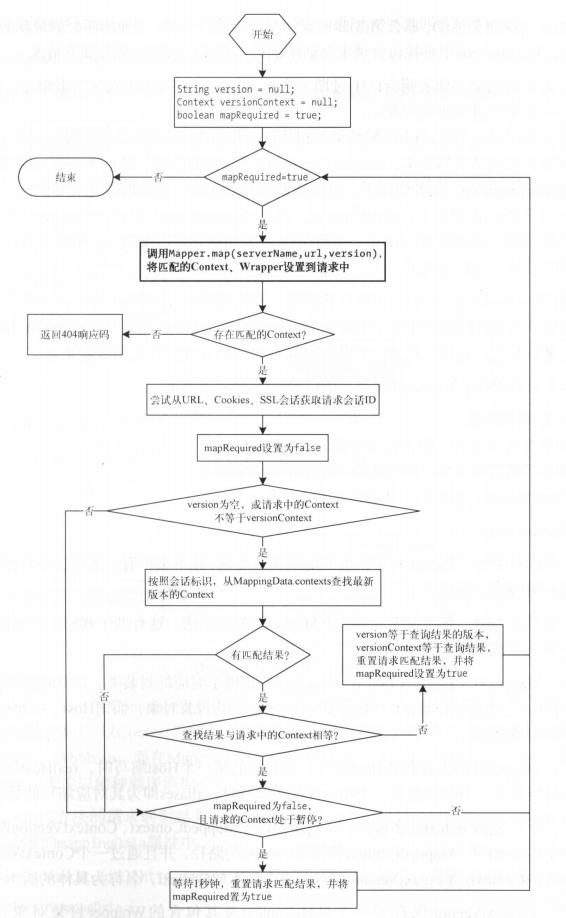 开始
String version = null;
Context versionContext = null;
boolean mapRequired = true;
结束
否
mapRequired=true
是
调用Mapper.map(serverName,url,version),
将匹配的Context、Wrapper设置到请求中
返回404响应码
否
存在匹配的Context?
是
尝试从URL、Cookies、SSL会话获取请求会话ID
mapRequired设置为false
version为空,或请求中的Context
不等于versionContext
否
是
按照会话标识,从MappingData.contexts查找最新
版本的Context
有匹配结果?
version等于查询结果的版本,
versionContext等于查询结果,
重置请求匹配结果,并将
mapRequired设置为true
否
是
查找结果与请求中的Context相等?
否
是
mapRequired为false,
且请求的Context处于暂停?
否
是
等待1秒钟,重置请求匹配结果,并将
mapRequired置为true